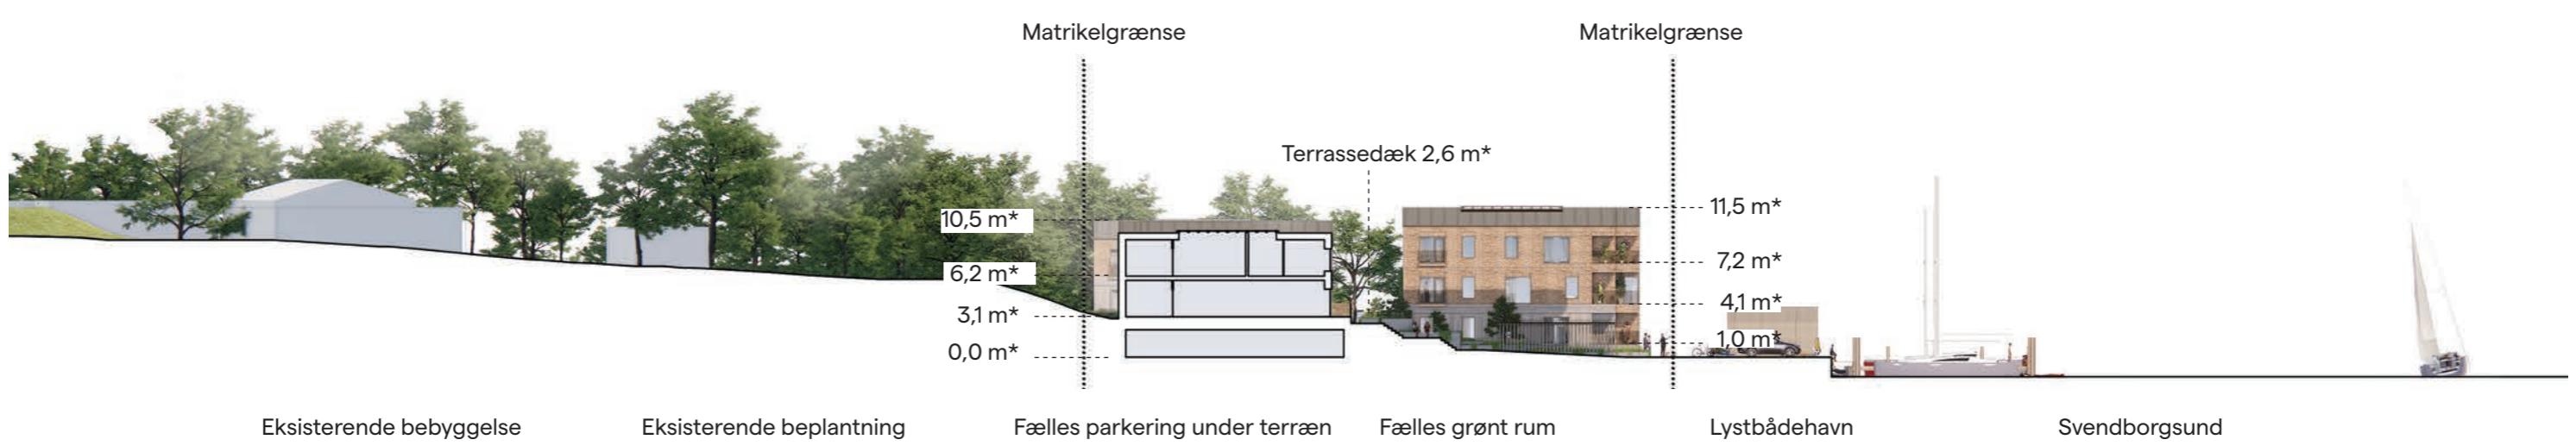 Matrikelgrænse
Matrikelgrænse
Terrassedæk 2,6 m*
10,5 m*
6,2 m*
3,1 m*
0,0 m*
11,5 m*
7,2 m*
4,1 m*
1,0 m*
Eksisterende bebyggelse
Eksisterende beplantning
Fælles parkering under terræn
Fælles grønt rum
Lystbådehavn
Svendborgsund